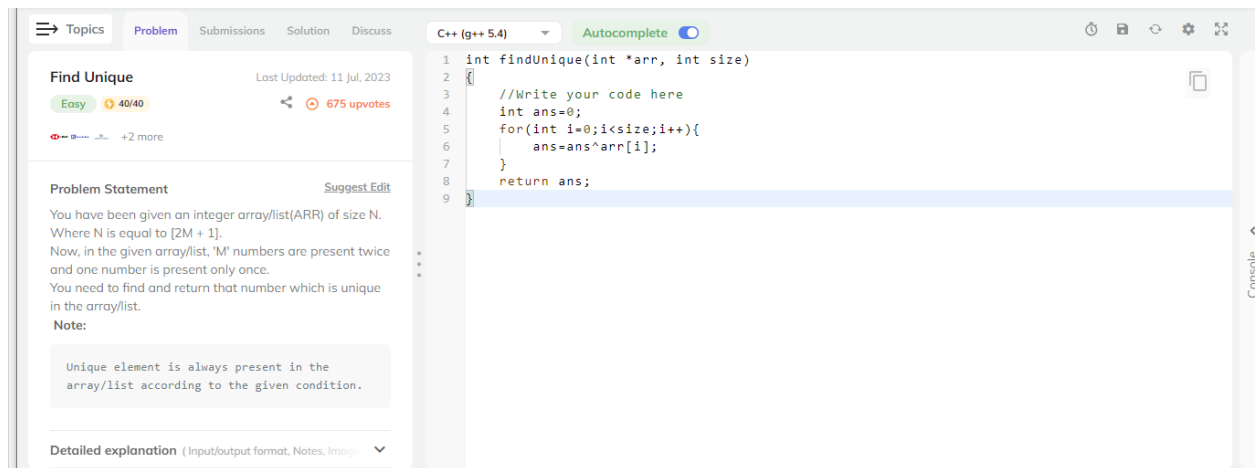 Topics
Problem
Submissions
Solution
Discuss
Find Unique
Last Updated: 11 Jul, 2023
Easy
40/40
675 upvotes
+2 more
Problem Statement
Suggest Edit
You have been given an integer array/list(ARR) of size N.
Where N is equal to [2M + 1].
Now, in the given array/list, 'M' numbers are present twice
and one number is present only once.
You need to find and return that number which is unique
in the array/list.
Note:
Unique element is always present in the
array/list according to the given condition.
Detailed explanation ( Input/output format, Notes, Imag
C++ (g++ 5.4)
Autocomplete
1 int findUnique(int *arr, int size)
2 {
3 //Write your code here
4 int ans=0;
5 for(int i=0;i<size;i++){
6 ans=ans^arr[i];
7 }
8 return ans;
9 }
Console